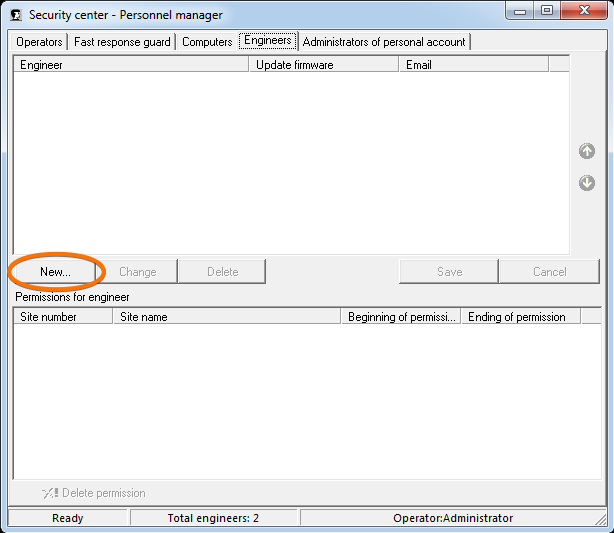 Security center - Personnel manager
Operators Fast response guard Computers Engineers Administrators of personal account
Engineer Update firmware Email
New... Change Delete Save Cancel
Permissions for engineer
Site number Site name Beginning of permissi... Ending of permission
Delete permission
Ready Total engineers: 2 Operator:Administrator